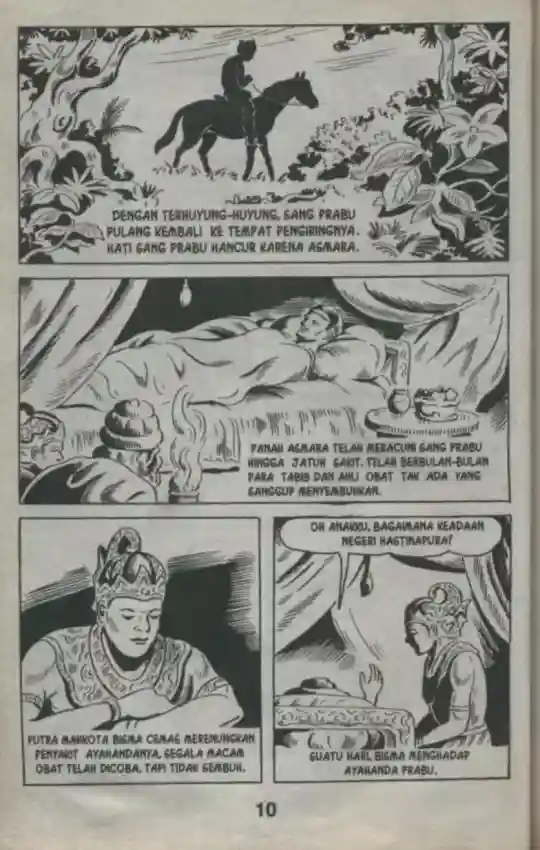 DENGAN TERHUYUNG-HUYUNG, SANG PRABU
PULANG KEMBALI KE TEMPAT PENGIRINGNYA.
HATI SANG PRABU HANCUR KARENA ASMARA.
PANAH ASMARA TELAH MERACUNI SANG PRABU
HINGGA JATUH SAKIT. TELAH BERBULAN-BULAN
PARA TABIB DAN AHLI OBAT TAK ADA YANG
SANGGUP MENYEMBUHKAN.
PUTRA MAHKOTA BISMA CEMAS MERENUNGKAN
PENYAKIT AYAHANDANYA. SEGALA MACAM
OBAT TELAH DICOBA, TAPI TIDAK SEMBUH.
OH ANAKKU, BAGAIMANA KEADAAN
NEGERI HASTINAPURA?
SUATU HARI, BISMA MENGHADAP
AYAHANDA PRABU.
10